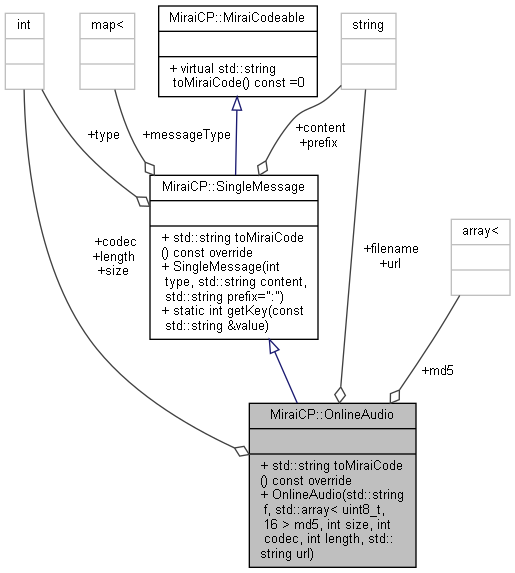 int
map<
MiraiCP::MiraiCodeable
+ virtual std::string
toMiraiCode() const =0
string
+type
+messageType
+content
+prefix
MiraiCP::SingleMessage
+ std::string toMiraiCode
() const override
+ SingleMessage(int
type, std::string content,
std::string prefix=":")
+ static int getKey(const
std::string &value)
+codec
+length
+size
+filename
+url
array<
+md5
MiraiCP::OnlineAudio
+ std::string toMiraiCode
() const override
+ OnlineAudio(std::string
f, std::array< uint8_t,
16 > md5, int size, int
codec, int length, std::
string url)